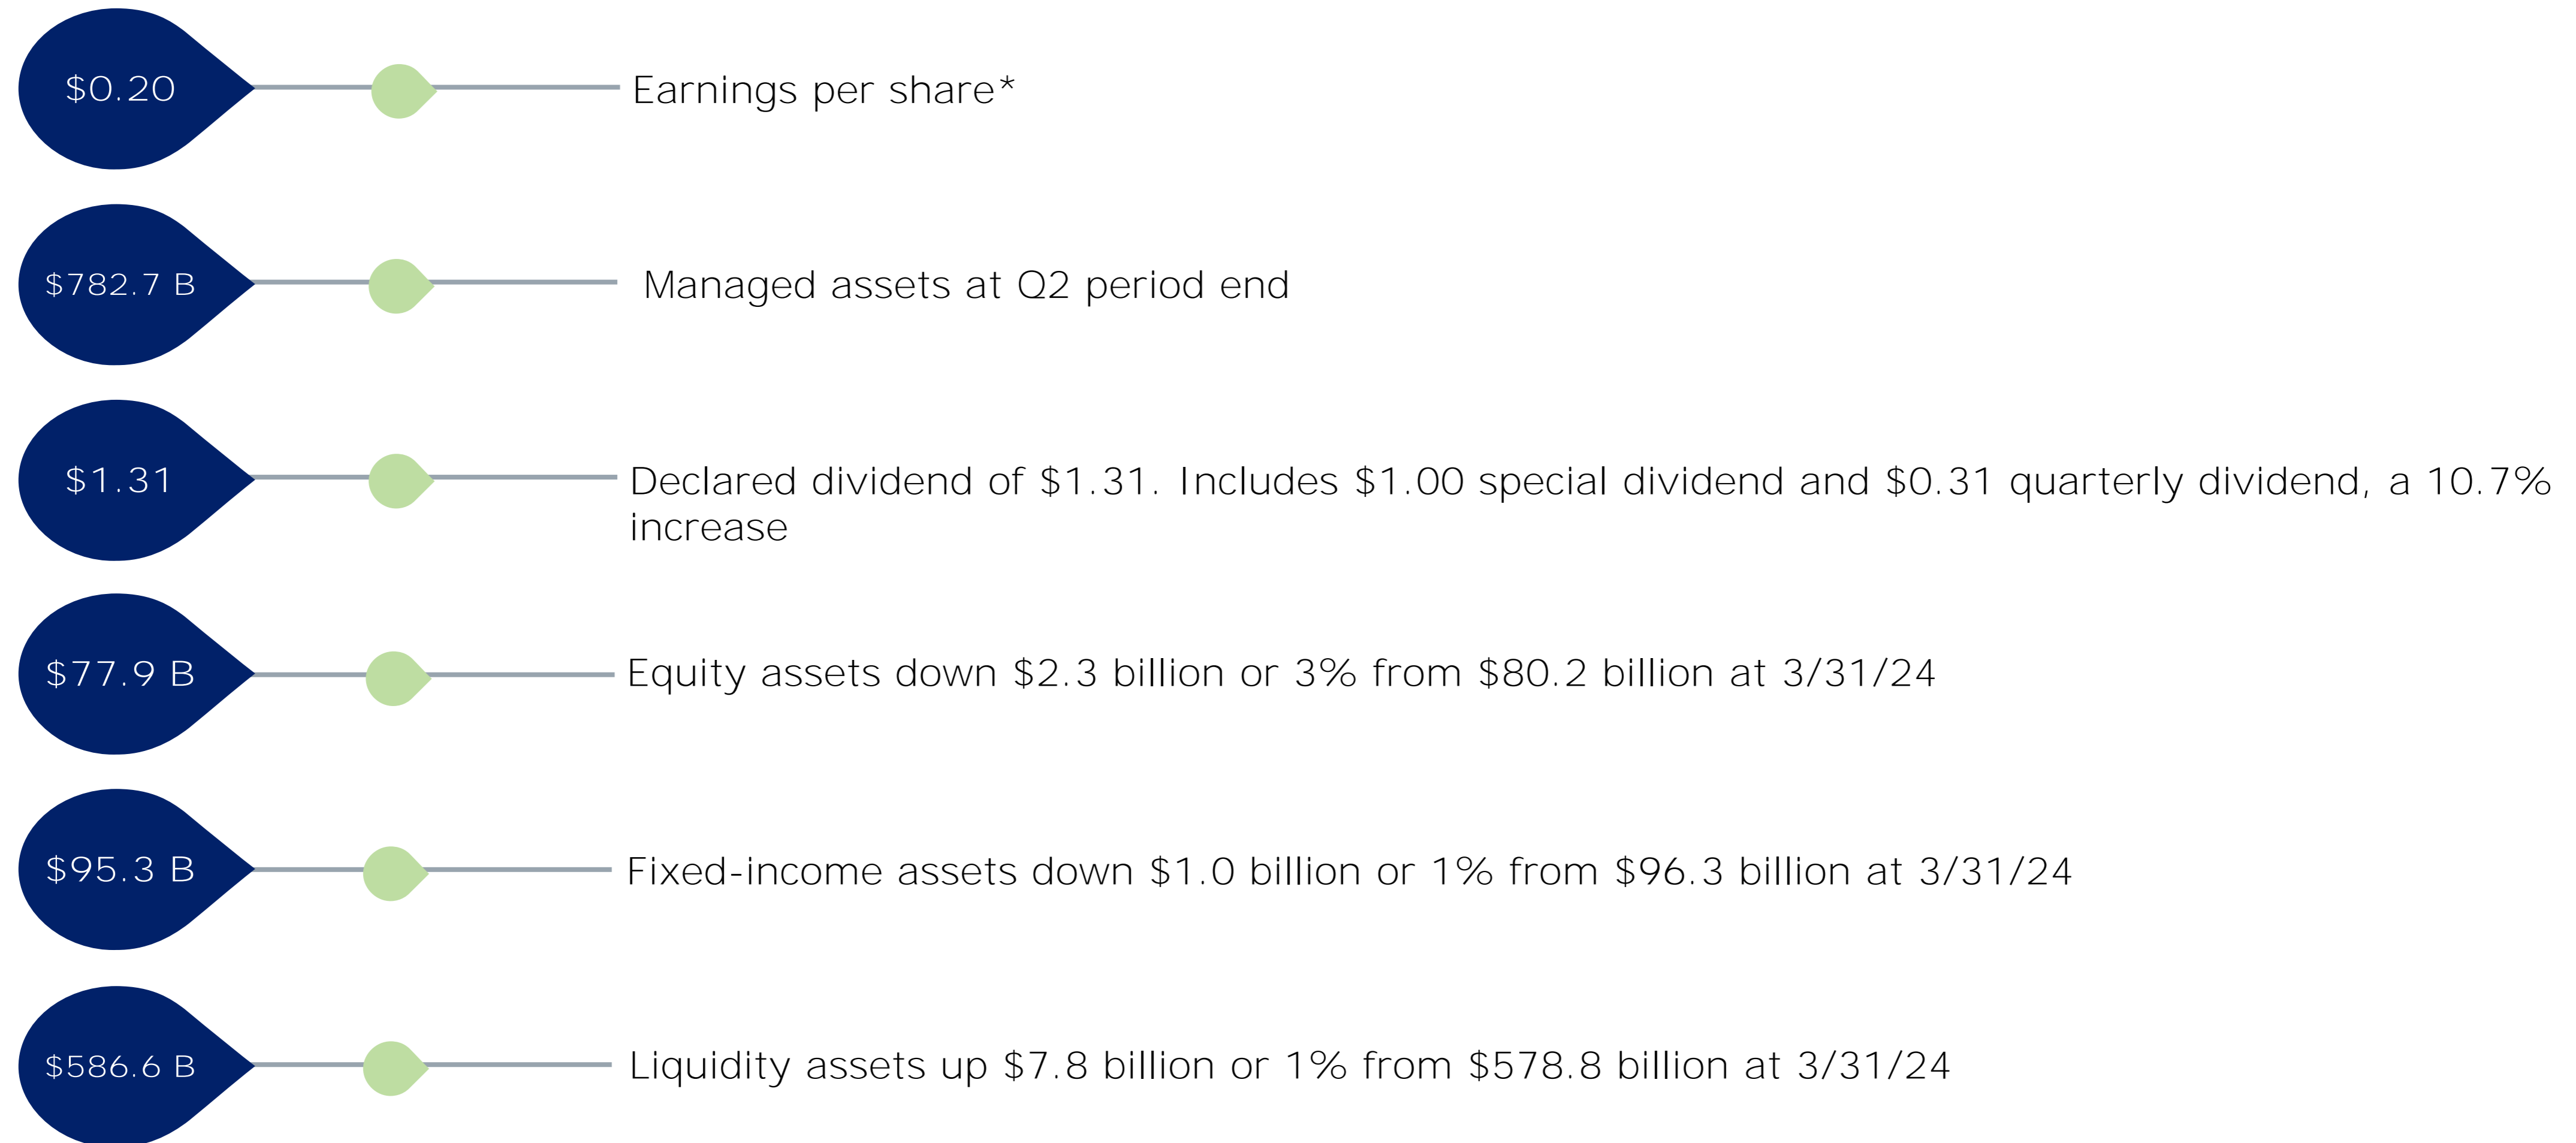 $0.20
Earnings per share*
$782.7 B
Managed assets at Q2 period end
$1.31
Declared dividend of $1.31. Includes $1.00 special dividend and $0.31 quarterly dividend, a 10.7%
increase
$77.9 B
Equity assets down $2.3 billion or 3% from $80.2 billion at 3/31/24
$95.3 B
Fixed-income assets down $1.0 billion or 1% from $96.3 billion at 3/31/24
$586.6 B
Liquidity assets up $7.8 billion or 1% from $578.8 billion at 3/31/24